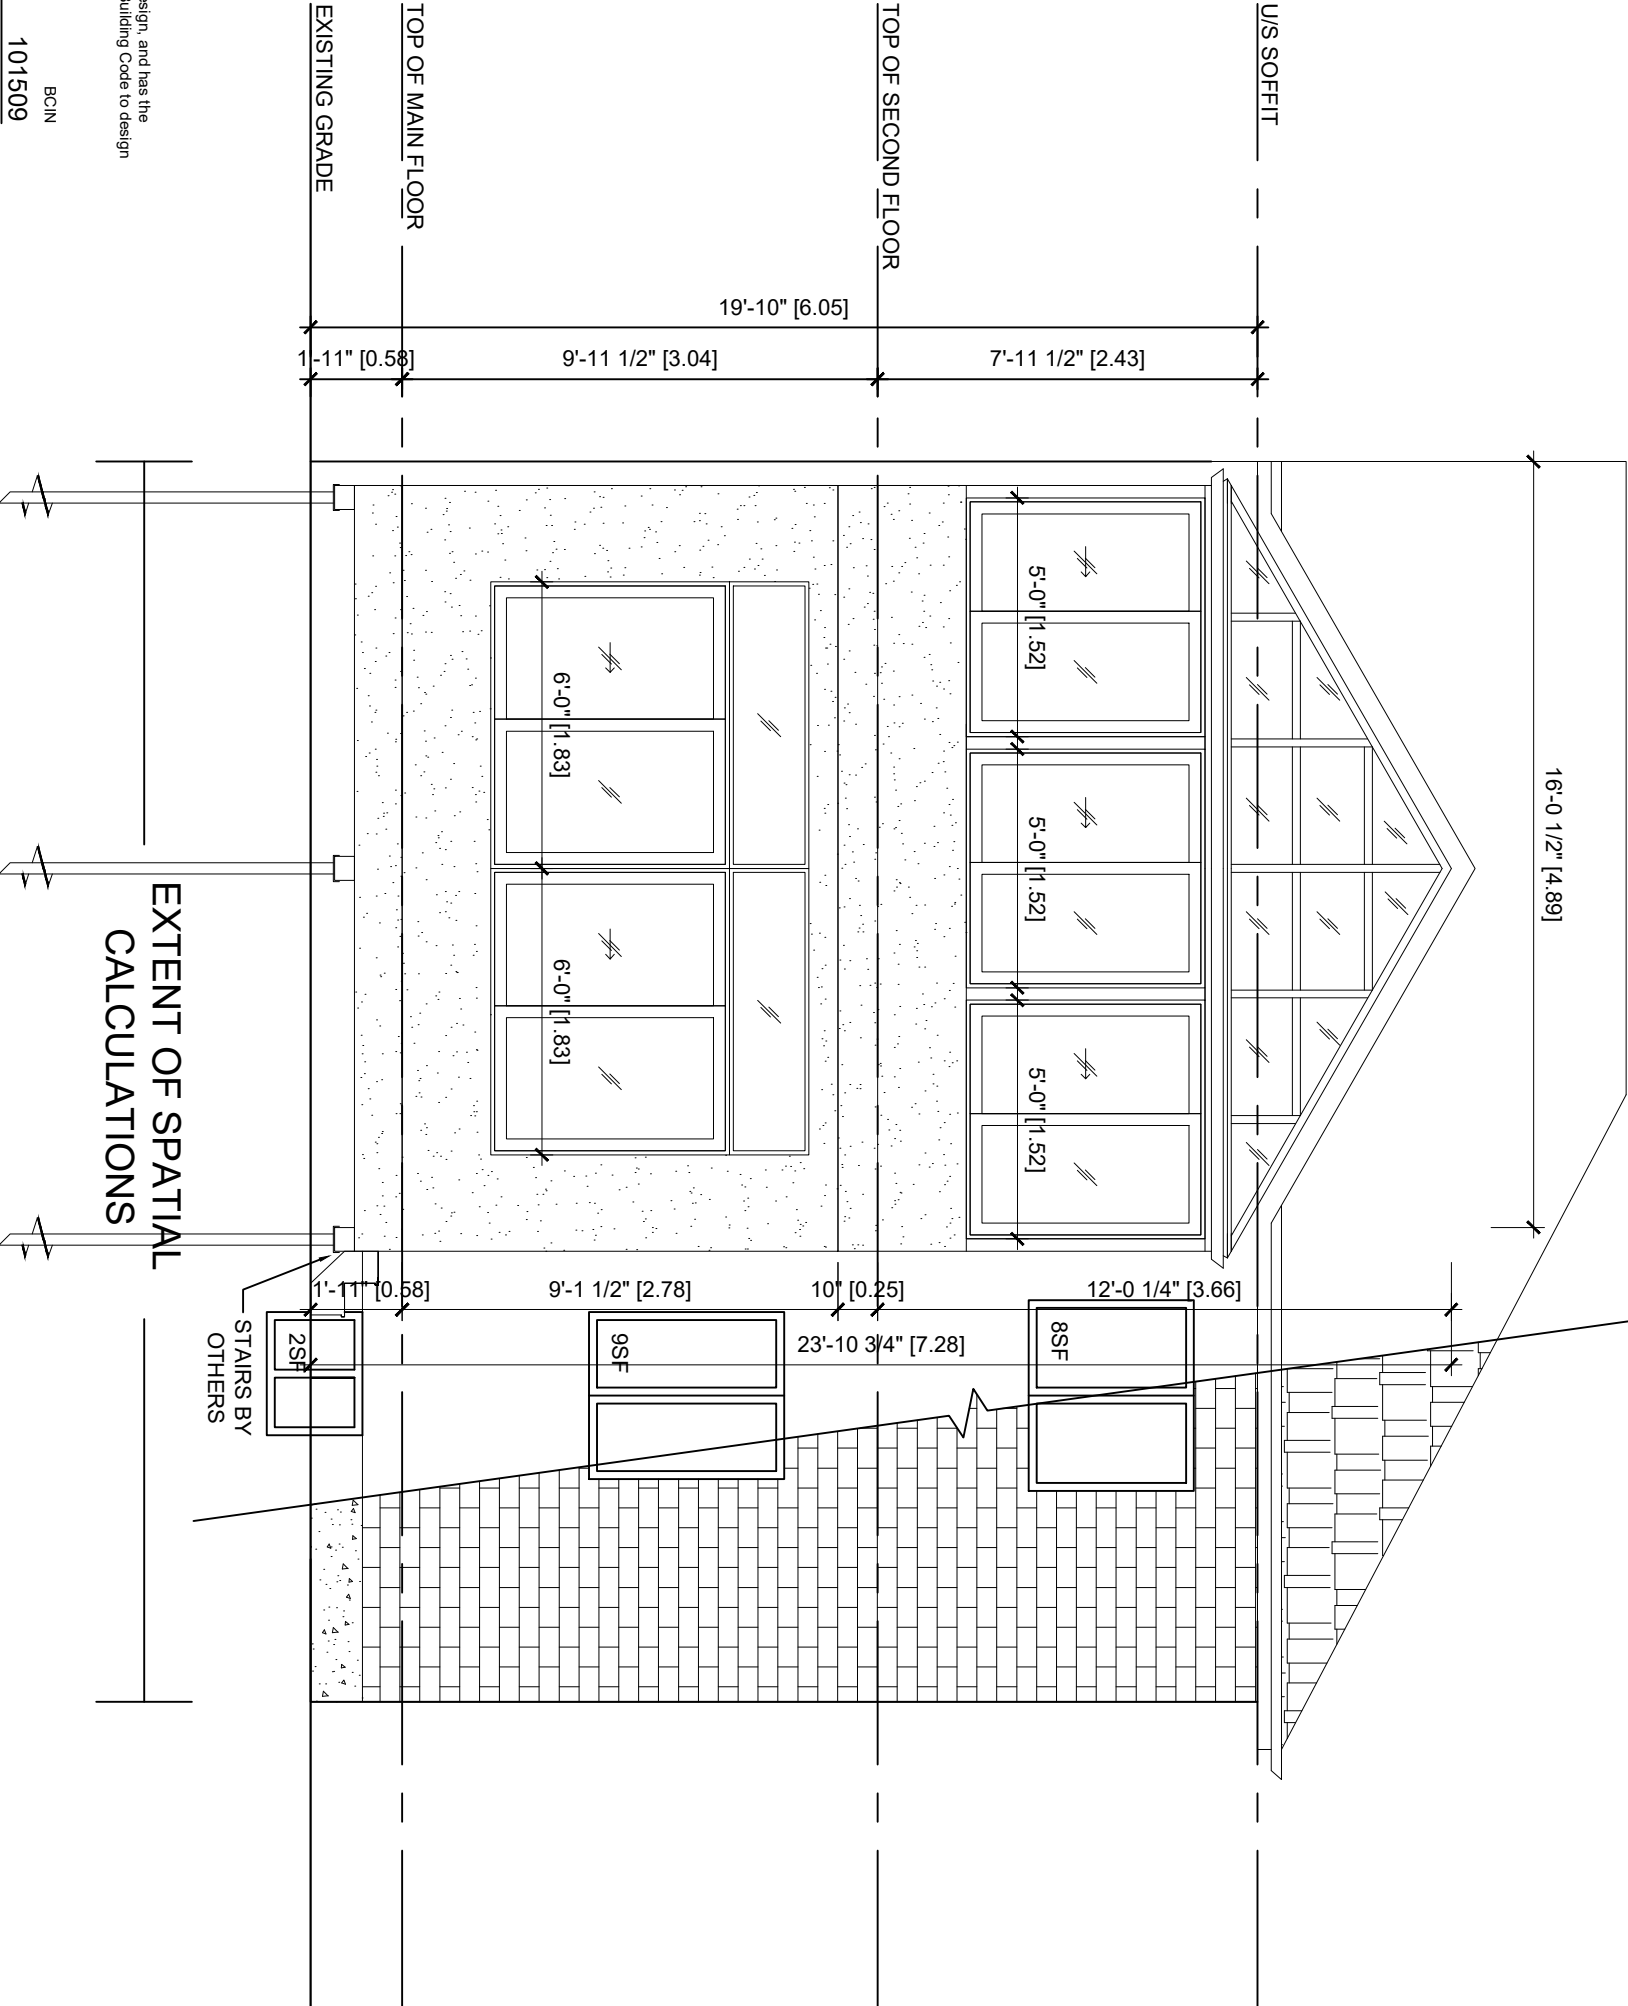 U/S SOFFIT
TOP OF SECOND FLOOR
TOP OF MAIN FLOOR
EXISTING GRADE
esign, and has the
Building Code to design
BCIN
101509
19'-10" [6.05]
1'-11" [0.58]
9'-11 1/2" [3.04]
7'-11 1/2" [2.43]
16'-0 1/2" [4.89]
5'-0" [1.52]
5'-0" [1.52]
5'-0" [1.52]
6'-0" [1.83]
6'-0" [1.83]
1'-11" [0.58]
9'-1 1/2" [2.78]
10" [0.25]
12'-0 1/4" [3.66]
23'-10 3/4" [7.28]
8SF
9SF
2SF
STAIRS BY
OTHERS
EXTENT OF SPATIAL
CALCULATIONS